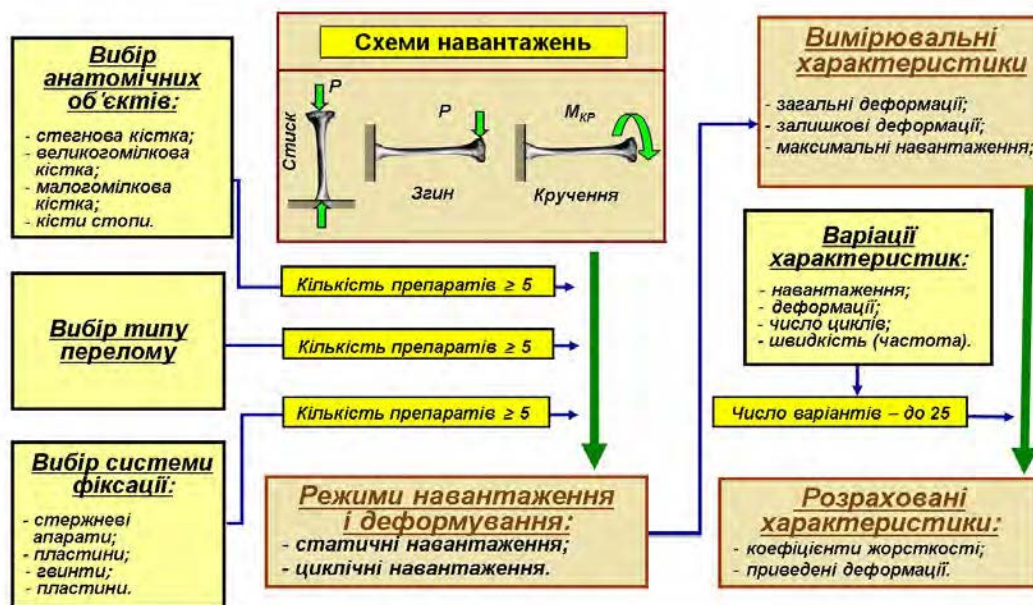 Вибір
анатомічних
об'єктів:
- стегнова кістка;
- великогомілкова
кістка;
- малогомілкова
кістка;
- кісти стопи.
Вибір типу
перелому
Вибір системи
фіксації:
- стержневі
апарати;
- пластини;
- гвинти;
- пластини.
Схеми навантажень
P
Стиск
P
Згин
MКР
Кручення
Кількість препаратів ≥ 5
Кількість препаратів ≥ 5
Кількість препаратів ≥ 5
Режими навантаження
і деформування:
- статичні навантаження;
- циклічні навантаження.
Вимірювальні
характеристики
- загальні деформації;
- залишкові деформації;
- максимальні навантаження;
Варіації
характеристик:
- навантаження;
- деформації;
- число циклів;
- швидкість (частота).
Число варіантів – до 25
Розраховані
характеристики:
- коефіцієнти жорсткості;
- приведені деформації.